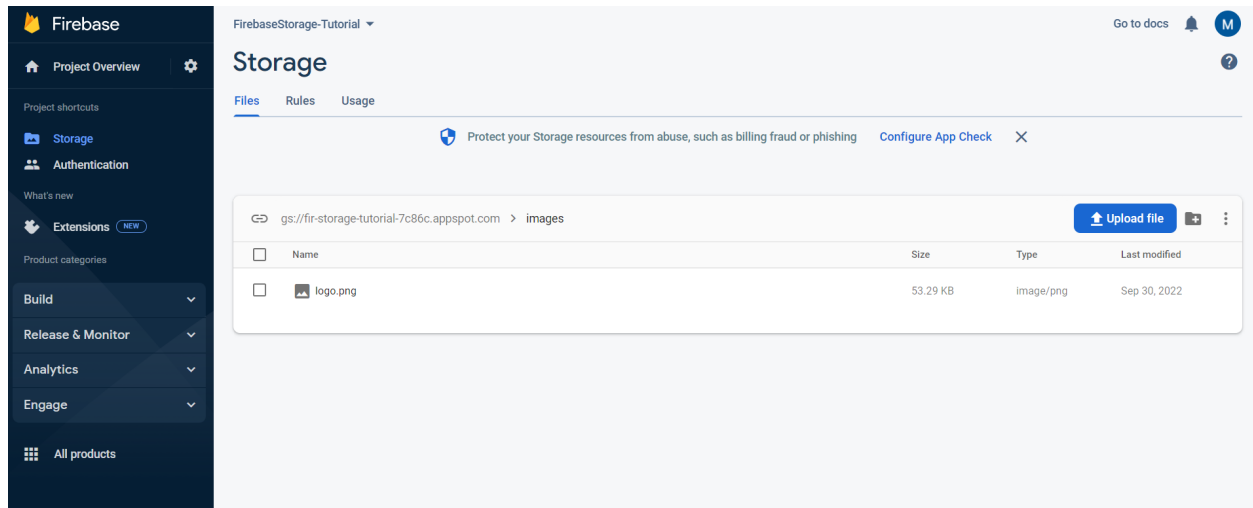 Firebase
Project Overview
Project shortcuts
Storage
Authentication
What's new
Extensions NEW
Product categories
Build
Release & Monitor
Analytics
Engage
All products
FirebaseStorage-Tutorial
Go to docs
M
Storage
?
Files Rules Usage
Protect your Storage resources from abuse, such as billing fraud or phishing Configure App Check
gs://fir-storage-tutorial-7c86c.appspot.com > images
Upload file
Name Size Type Last modified
logo.png 53.29 KB image/png Sep 30, 2022